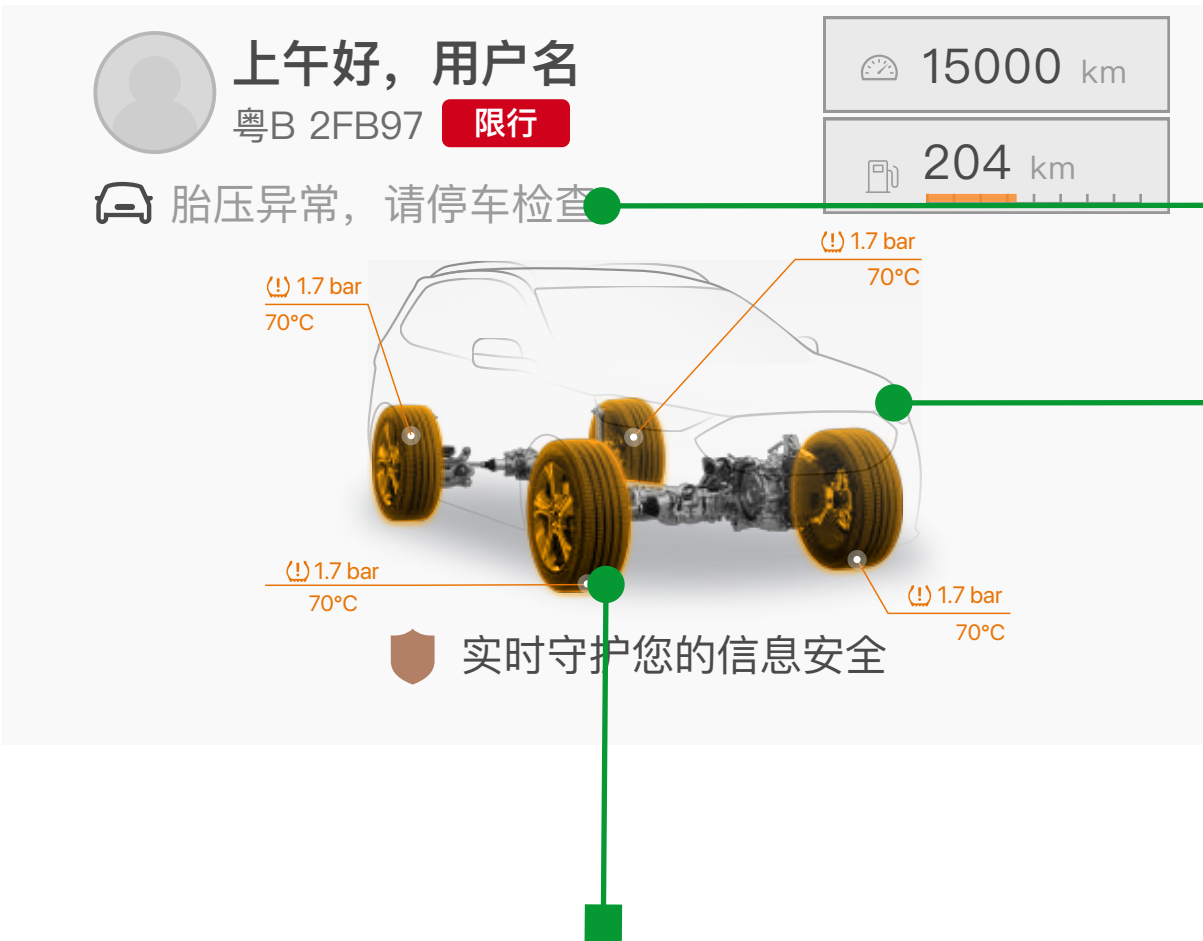 上午好，用户名
粤B 2FB97 限行
15000 km
204 km
胎压异常，请停车检查
1.7 bar
70°C
1.7 bar
70°C
1.7 bar
70°C
1.7 bar
70°C
实时守护您的信息安全